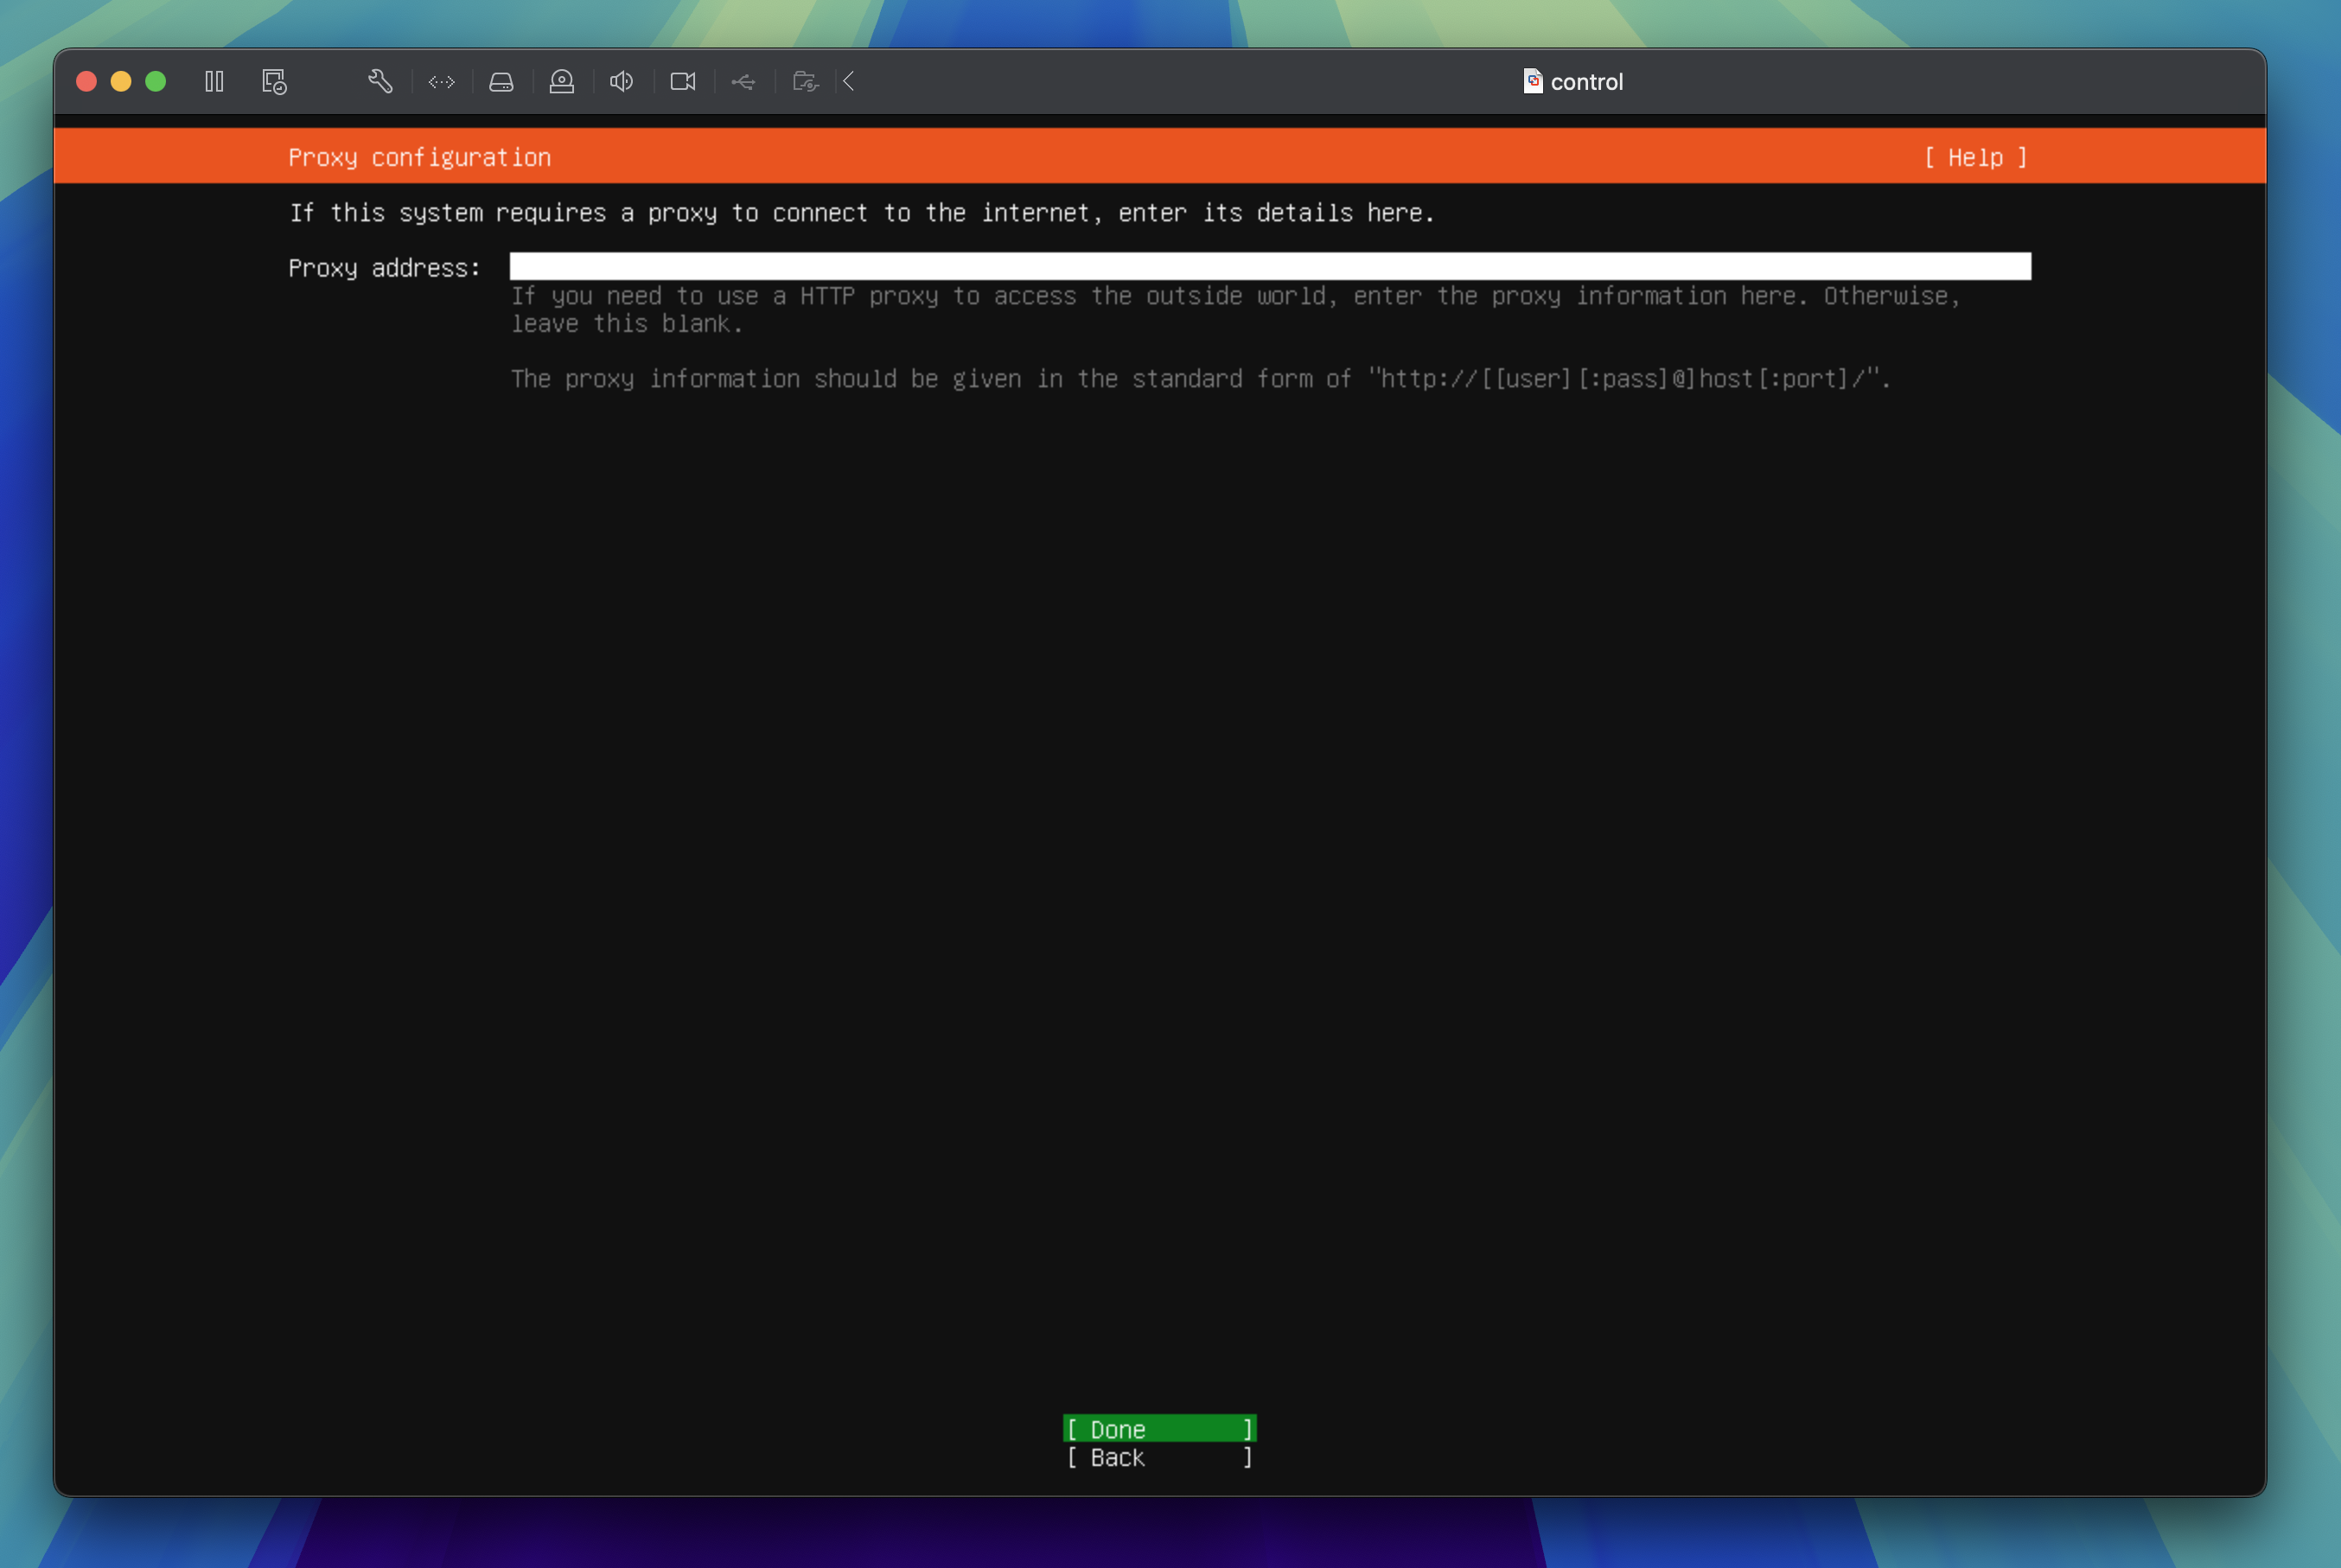 control
Proxy configuration [ Help ]
If this system requires a proxy to connect to the internet, enter its details here.
Proxy address:
If you need to use a HTTP proxy to access the outside world, enter the proxy information here. Otherwise,
leave this blank.
The proxy information should be given in the standard form of "http://[[user][:pass]@]host[:port]/".
[ Done ]
[ Back ]